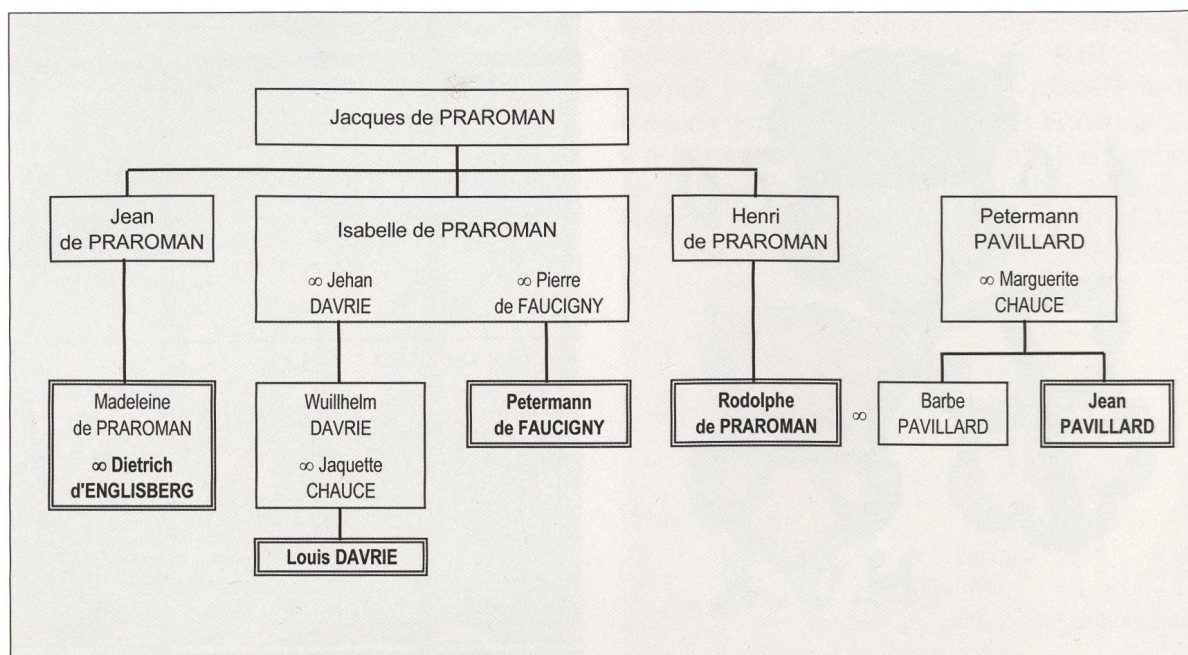 Jacques de PRAROMAN
Jean
de PRAROMAN
Isabelle de PRAROMAN
∞ Jehan
DAVRIE
∞ Pierre
de FAUCIGNY
Henri
de PRAROMAN
Petermann
PAVILLARD
∞ Marguerite
CHAUCE
Madeleine
de PRAROMAN
∞ Dietrich
d'ENGLISBERG
Wuillhelm
DAVRIE
∞ Jaquette
CHAUCE
Petermann
de FAUCIGNY
Rodolphe
de PRAROMAN
∞
Barbe
PAVILLARD
Jean
PAVILLARD
Louis DAVRIE